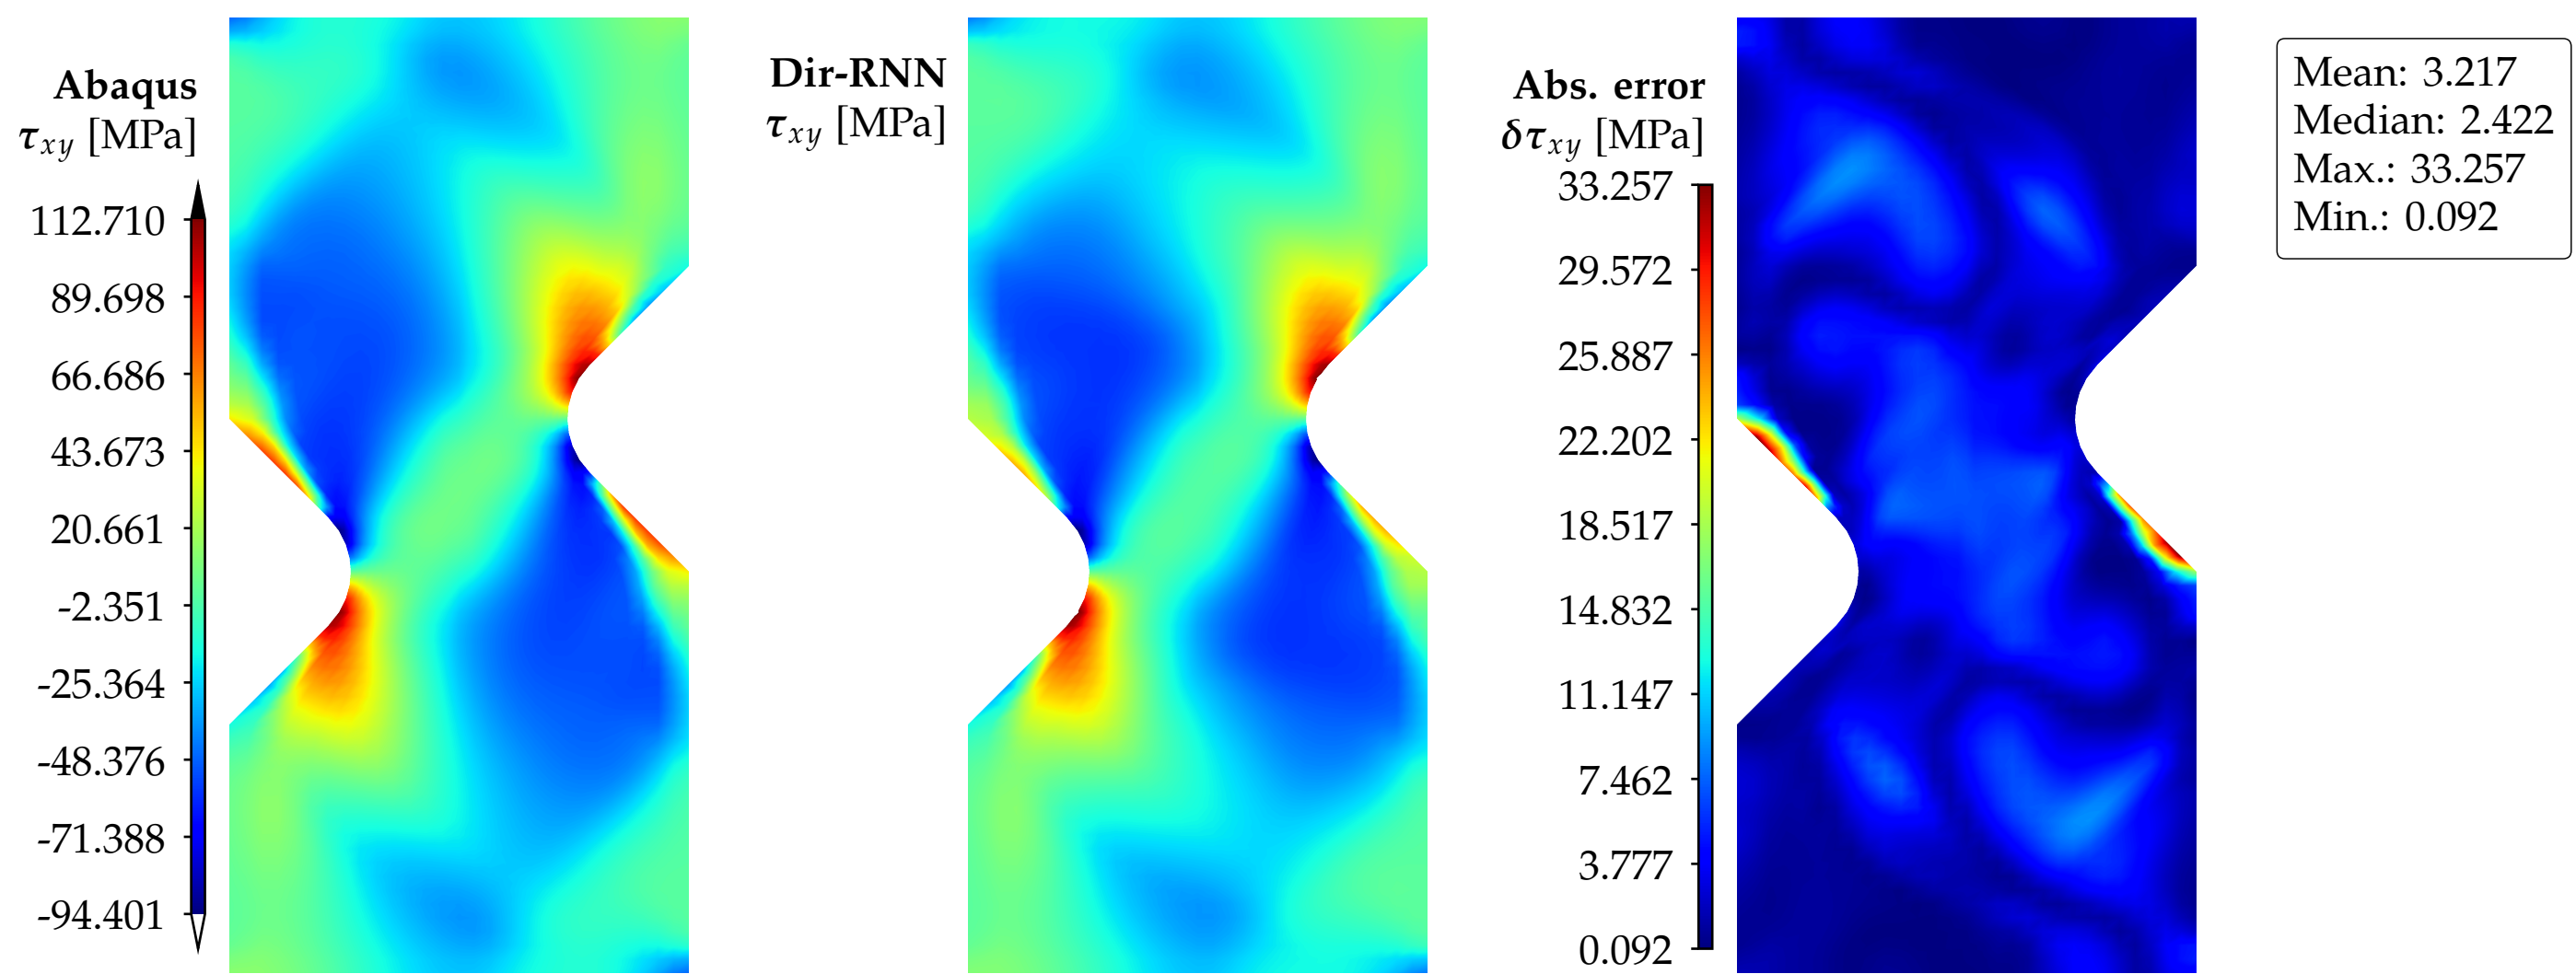 Abaqus
τxy [MPa]
112.710
89.698
66.686
43.673
20.661
-2.351
-25.364
-48.376
-71.388
-94.401
Dir-RNN
τxy [MPa]
Abs. error
δτxy [MPa]
33.257
29.572
25.887
22.202
18.517
14.832
11.147
7.462
3.777
0.092
Mean: 3.217
Median: 2.422
Max.: 33.257
Min.: 0.092